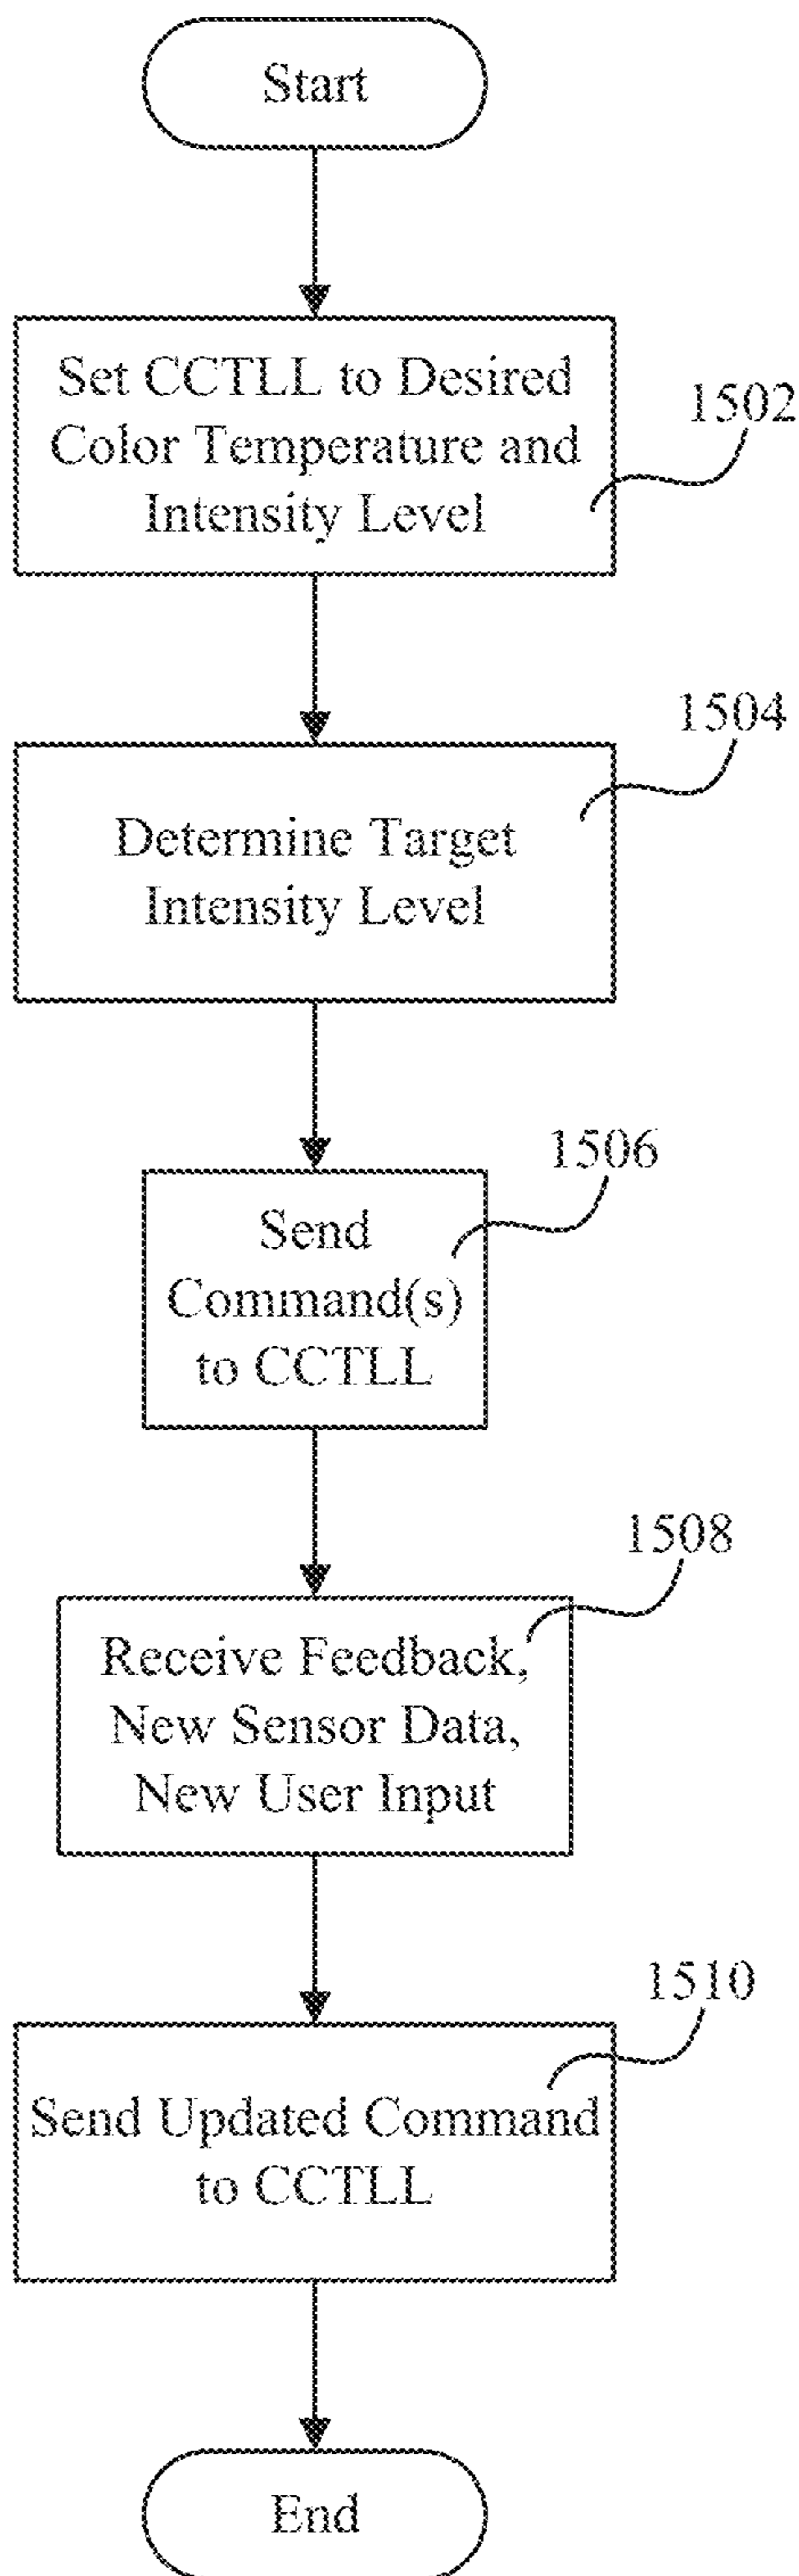 Start
Set CCTLL to Desired
Color Temperature and
Intensity Level
1502
Determine Target
Intensity Level
1504
Send
Command(s)
to CCTLL
1506
Receive Feedback,
New Sensor Data,
New User Input
1508
Send Updated Command
to CCTLL
1510
End